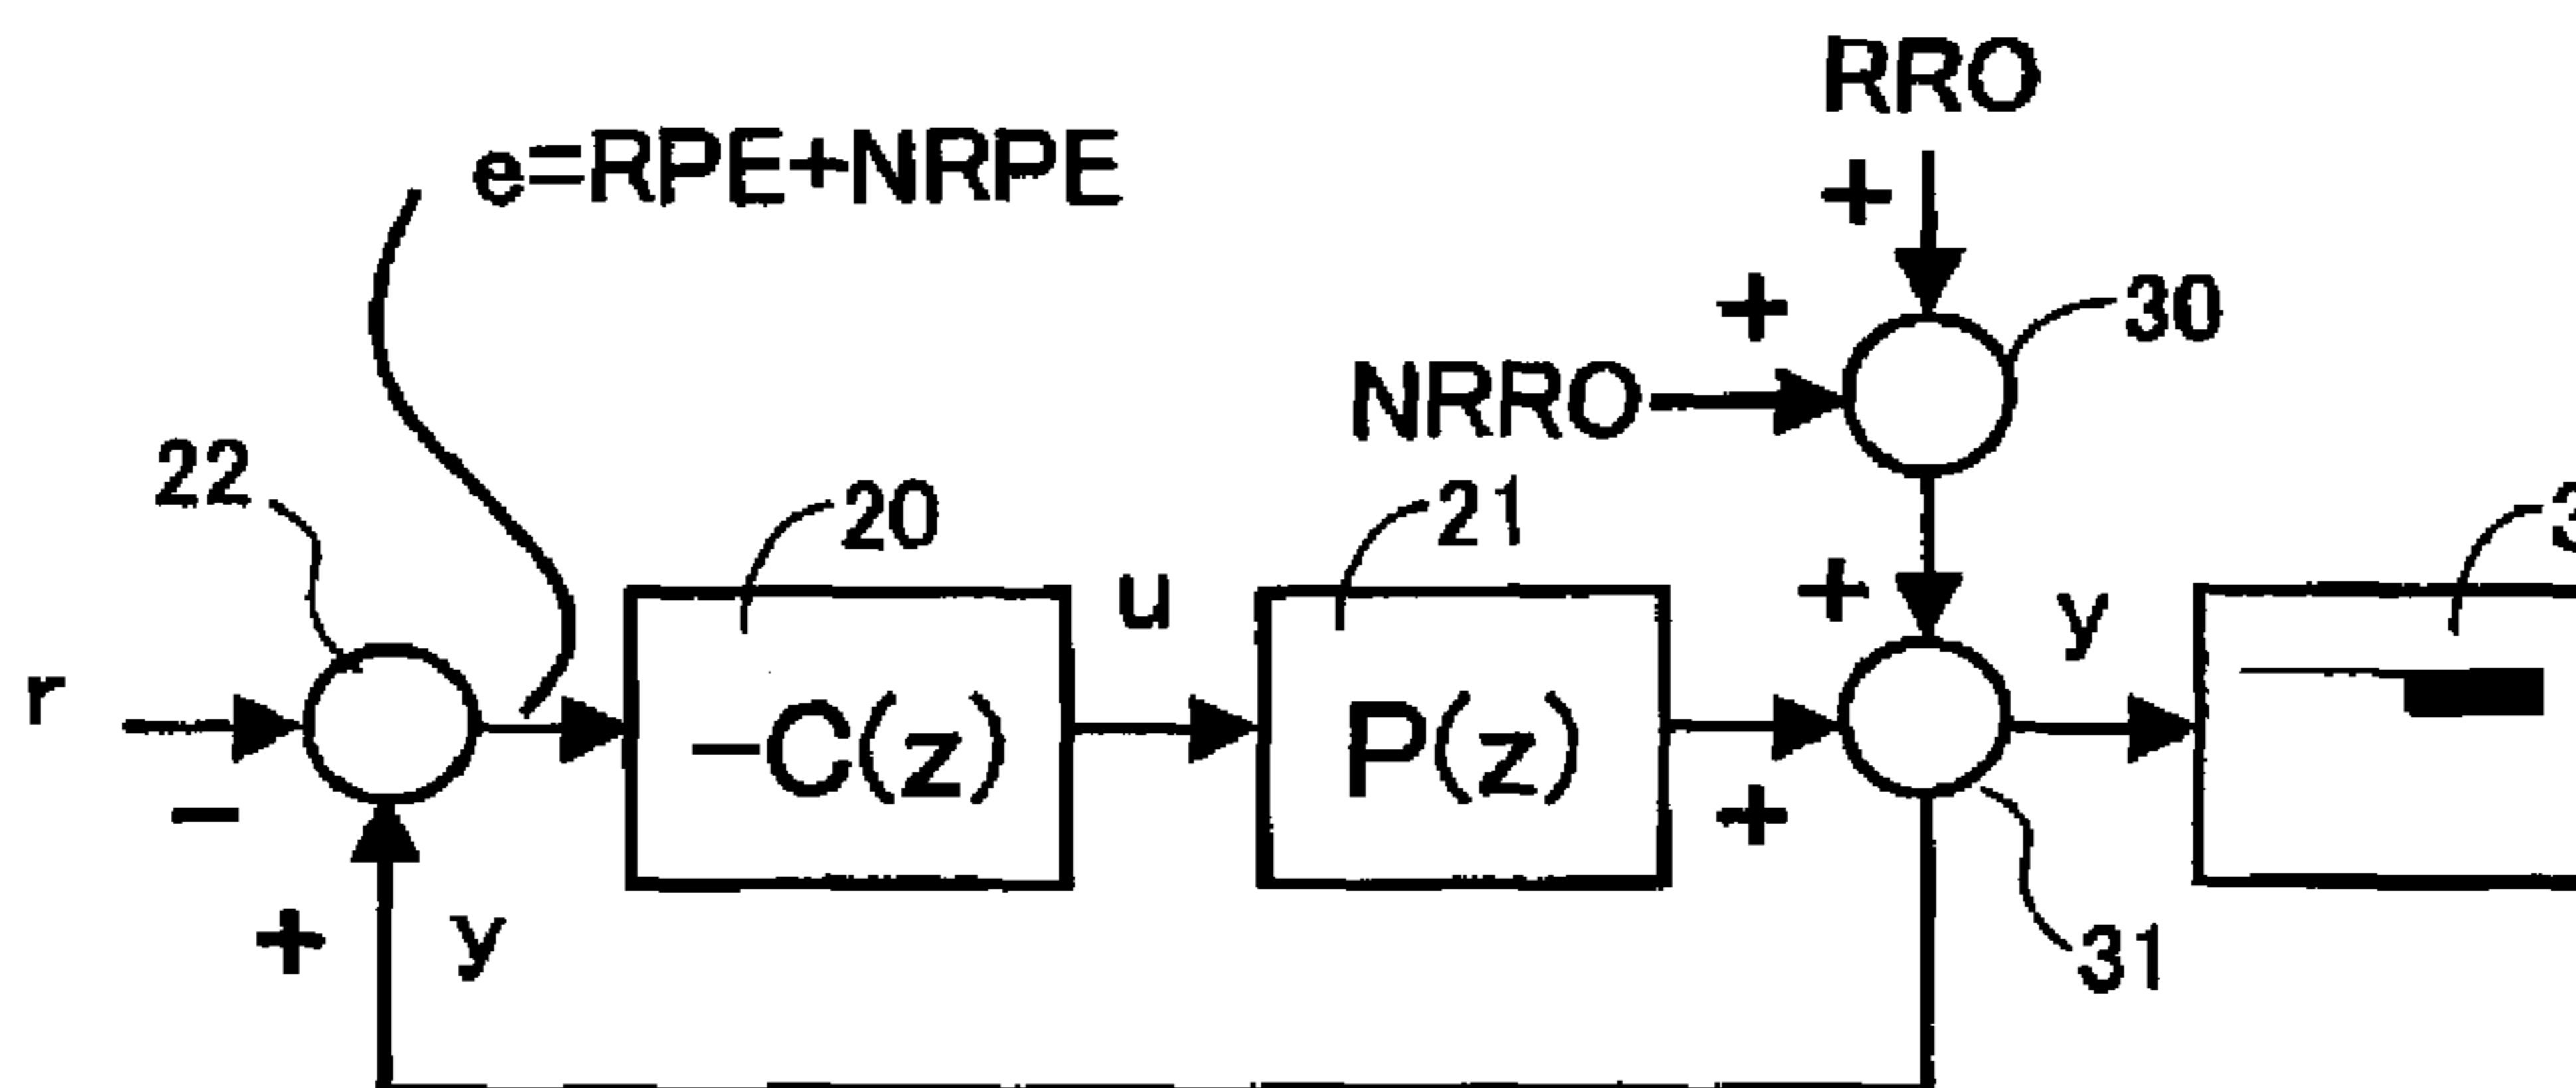 RRO
+
e=RPE+NRPE
+
30
NRRO
22
20
21
u
+
y
r
−C(z)
P(z)
−
+
+
y
31